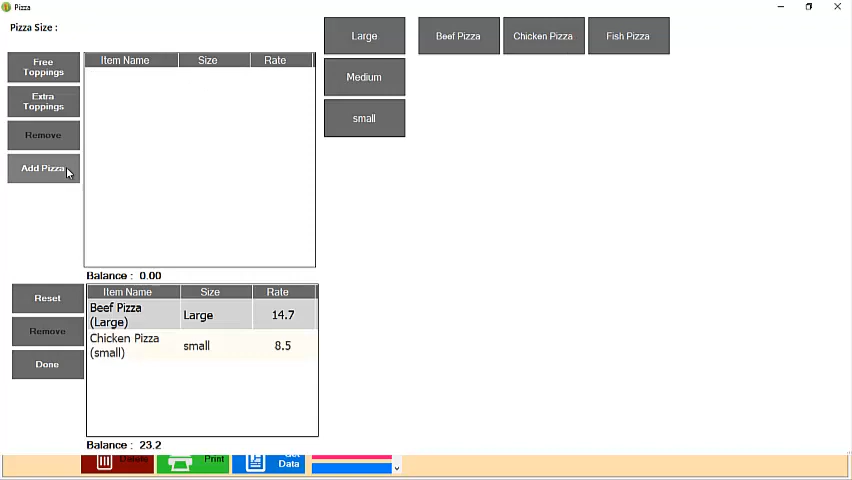 Pizza
Pizza Size :
Free
Toppings
Extra
Toppings
Remove
Add Pizza
Item Name Size Rate
Balance : 0.00
Large
Medium
small
Beef Pizza
Chicken Pizza
Fish Pizza
Reset
Remove
Done
Item Name Size Rate
Beef Pizza
(Large) Large 14.7
Chicken Pizza
(small) small 8.5
Balance : 23.2
Delete
Print
Get
Data